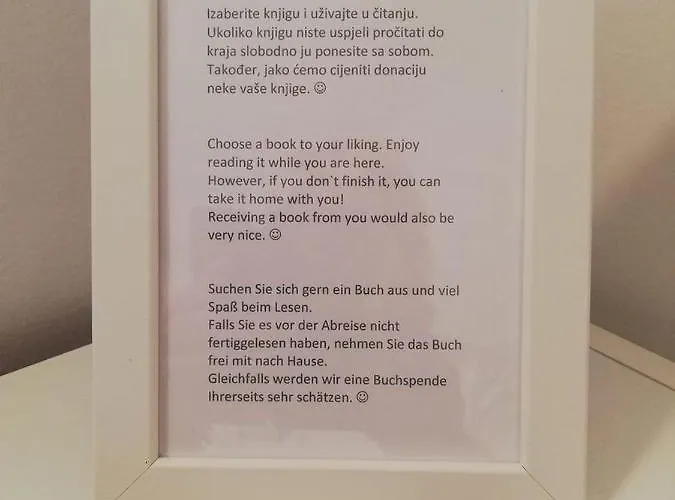 Izaberite knjigu i uživajte u čitanju.
Ukoliko knjigu niste uspjeli pročitati do
kraja slobodno ju ponesite sa sobom.
Također, jako ćemo cijeniti donaciju
neke vaše knjige. ☺
Choose a book to your liking. Enjoy
reading it while you are here.
However, if you don`t finish it, you can
take it home with you!
Receiving a book from you would also be
very nice. ☺
Suchen Sie sich gern ein Buch aus und viel
Spaß beim Lesen.
Falls Sie es vor der Abreise nicht
fertiggelesen haben, nehmen Sie das Buch
frei mit nach Hause.
Gleichfalls werden wir eine Buchspende
Ihrerseits sehr schätzen. ☺